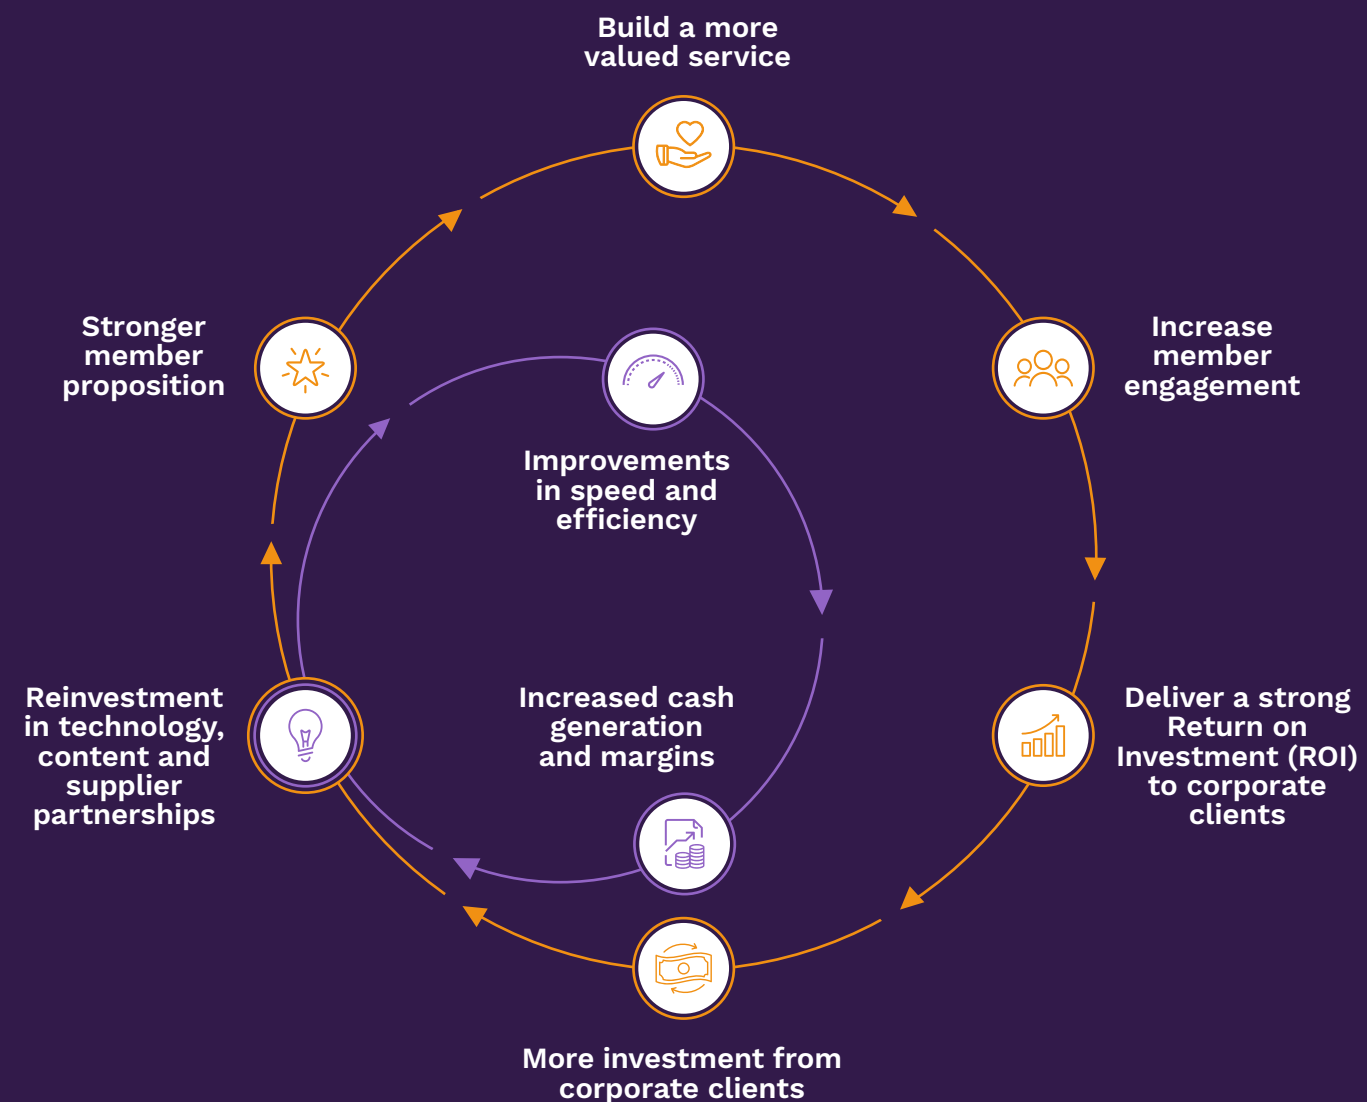 Build a more
valued service
Stronger
member
proposition
Increase
member
engagement
Improvements
in speed and
efficiency
Reinvestment
in technology,
content and
supplier
partnerships
Increased cash
generation
and margins
Deliver a strong
Return on
Investment (ROI)
to corporate
clients
More investment from
corporate clients